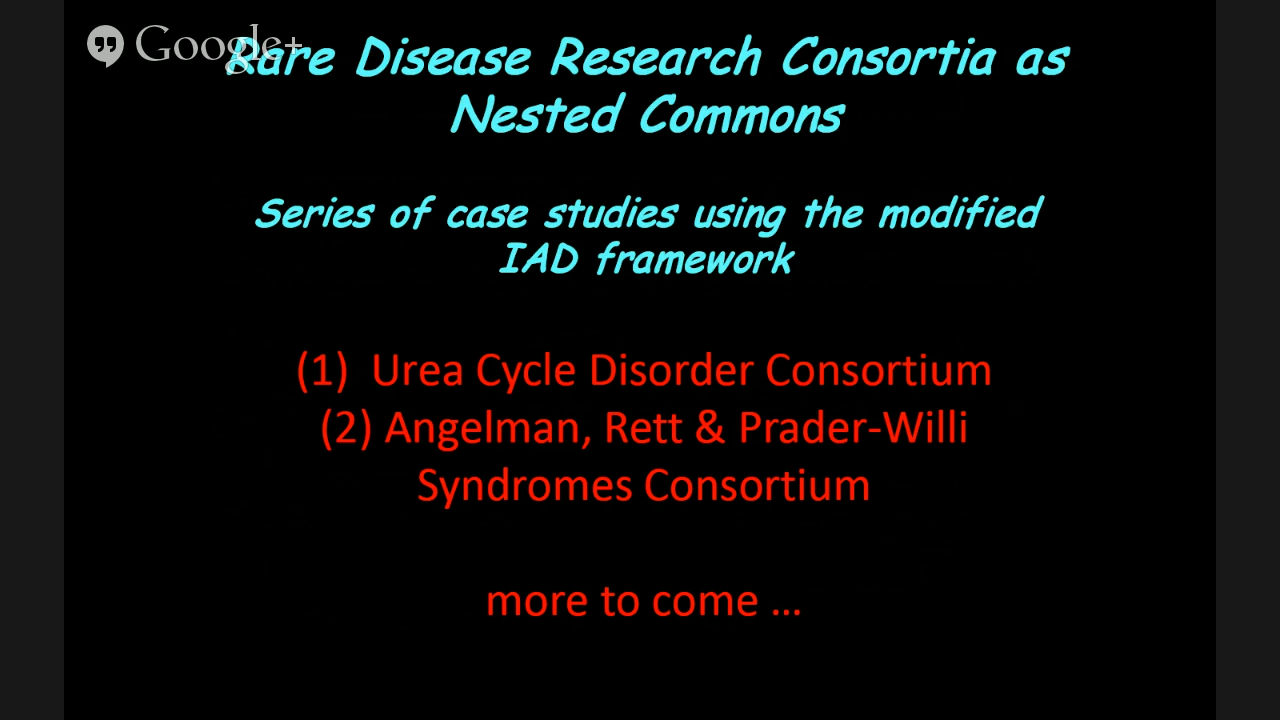 Google+
Rare Disease Research Consortia as
Nested Commons
Series of case studies using the modified
IAD framework
(1) Urea Cycle Disorder Consortium
(2) Angelman, Rett & Prader-Willi
Syndromes Consortium
more to come ...